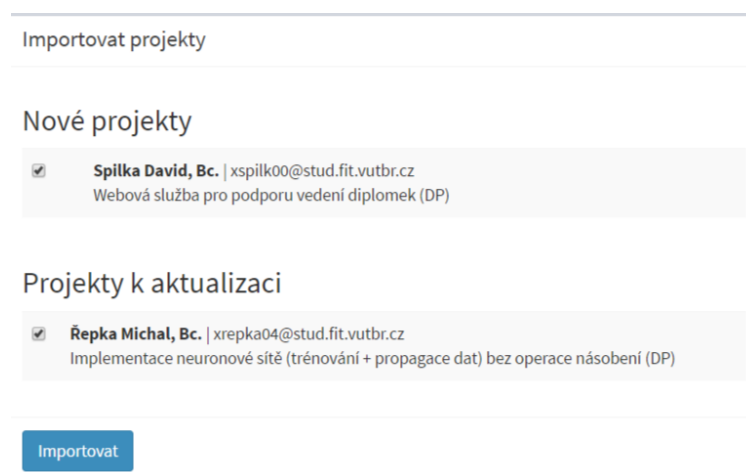 Importovat projekty
Nové projekty
Spilka David, Bc. | xspilk00@stud.fit.vutbr.cz
Webová služba pro podporu vedení diplomek (DP)
Projekty k aktualizaci
Řepka Michal, Bc. | xrepka04@stud.fit.vutbr.cz
Implementace neuronové sítě (trénování + propagace dat) bez operace násobení (DP)
Importovat